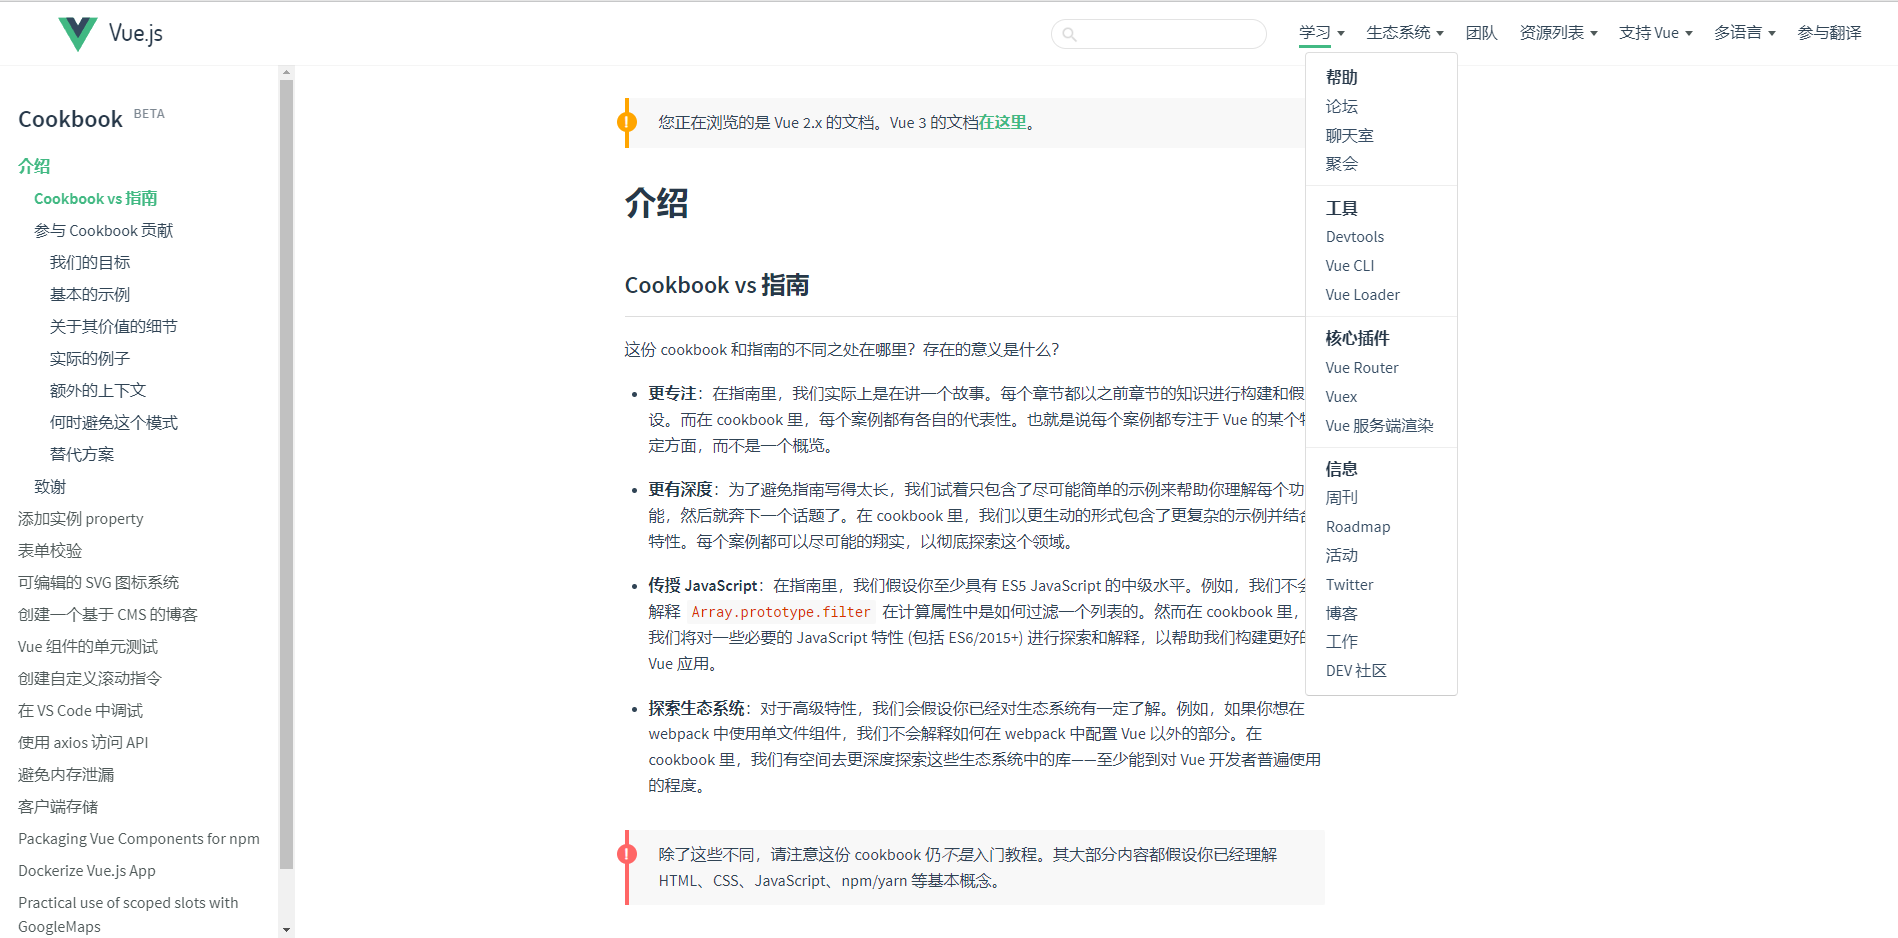 Vue.js
学习
生态系统
团队
资源列表
支持 Vue
多语言
参与翻译
Cookbook BETA
介绍
Cookbook vs 指南
参与 Cookbook 贡献
我们的目标
基本的示例
关于其价值的细节
实际的例子
额外的上下文
何时避免这个模式
替代方案
致谢
添加实例 property
表单校验
可编辑的 SVG 图标系统
创建一个基于 CMS 的博客
Vue 组件的单元测试
创建自定义滚动指令
在 VS Code 中调试
使用 axios 访问 API
避免内存泄漏
客户端存储
Packaging Vue Components for npm
Dockerize Vue.js App
Practical use of scoped slots with
GoogleMaps
您正在浏览的是 Vue 2.x 的文档。Vue 3 的文档在这里。
介绍
Cookbook vs 指南
这份 cookbook 和指南的不同之处在哪里？存在的意义是什么？
更专注：在指南里，我们实际上是在讲一个故事。每个章节都以之前章节的知识进行构建和假
设。而在 cookbook 里，每个案例都有各自的代表性。也就是说每个案例都专注于 Vue 的某个特
定方面，而不是一个概览。
更有深度：为了避免指南写得太长，我们试着只包含了尽可能简单的示例来帮助你理解每个功
能，然后就奔下一个话题了。在 cookbook 里，我们以更生动的形式包含了更复杂的示例并结合
特性。每个案例都可以尽可能的翔实，以彻底探索这个领域。
传授 JavaScript：在指南里，我们假设你至少具有 ES5 JavaScript 的中级水平。例如，我们不会
解释 Array.prototype.filter 在计算属性中是如何过滤一个列表的。然而在 cookbook 里，
我们将对一些必要的 JavaScript 特性 (包括 ES6/2015+) 进行探索和解释，以帮助我们构建更好的
Vue 应用。
探索生态系统：对于高级特性，我们会假设你已经对生态系统有一定了解。例如，如果你想在
webpack 中使用单文件组件，我们不会解释如何在 webpack 中配置 Vue 以外的部分。在
cookbook 里，我们有空间去更深度探索这些生态系统中的库——至少能到对 Vue 开发者普遍使用
的程度。
除了这些不同，请注意这份 cookbook 仍不是入门教程。其大部分内容都假设你已经理解
HTML、CSS、JavaScript、npm/yarn 等基本概念。
帮助
论坛
聊天室
聚会
工具
Devtools
Vue CLI
Vue Loader
核心插件
Vue Router
Vuex
Vue 服务端渲染
信息
周刊
Roadmap
活动
Twitter
博客
工作
DEV 社区